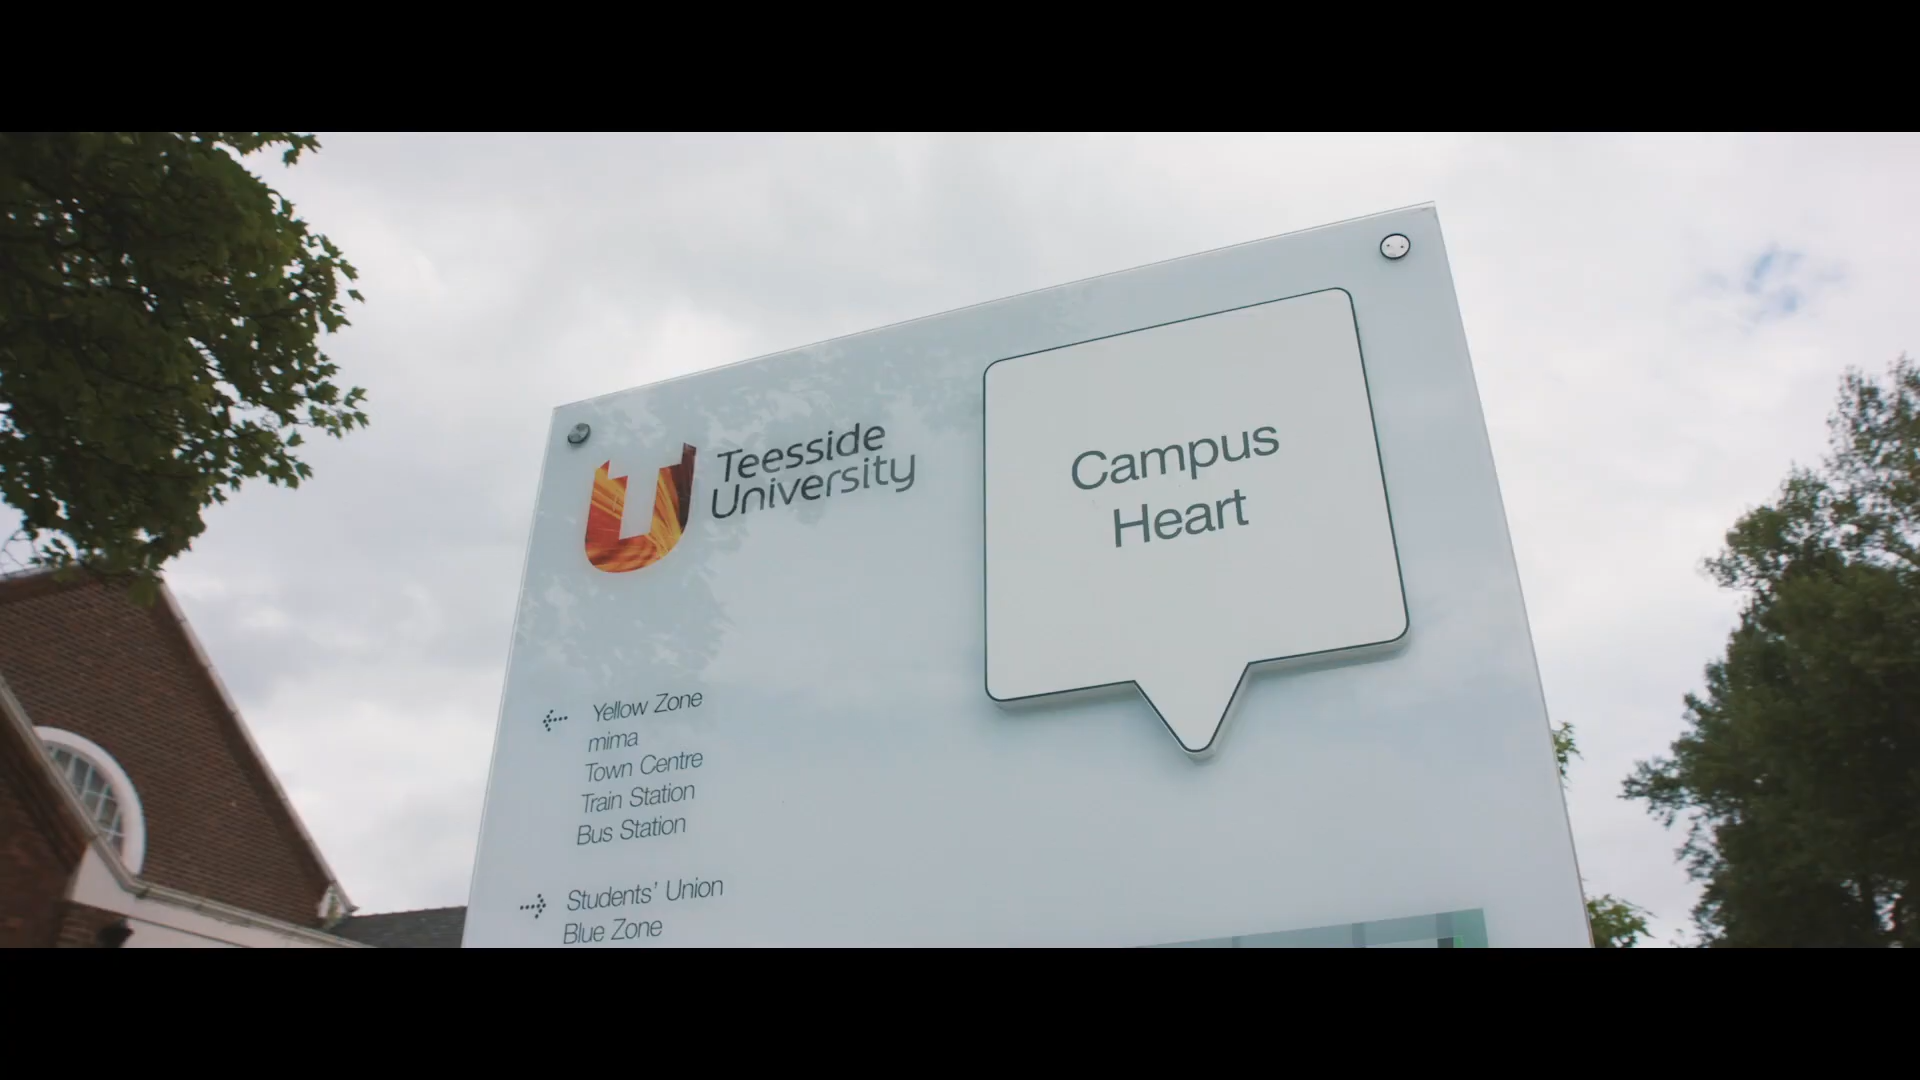 Teesside
University
Campus
Heart
Yellow Zone
mima
Town Centre
Train Station
Bus Station
Students' Union
Blue Zone